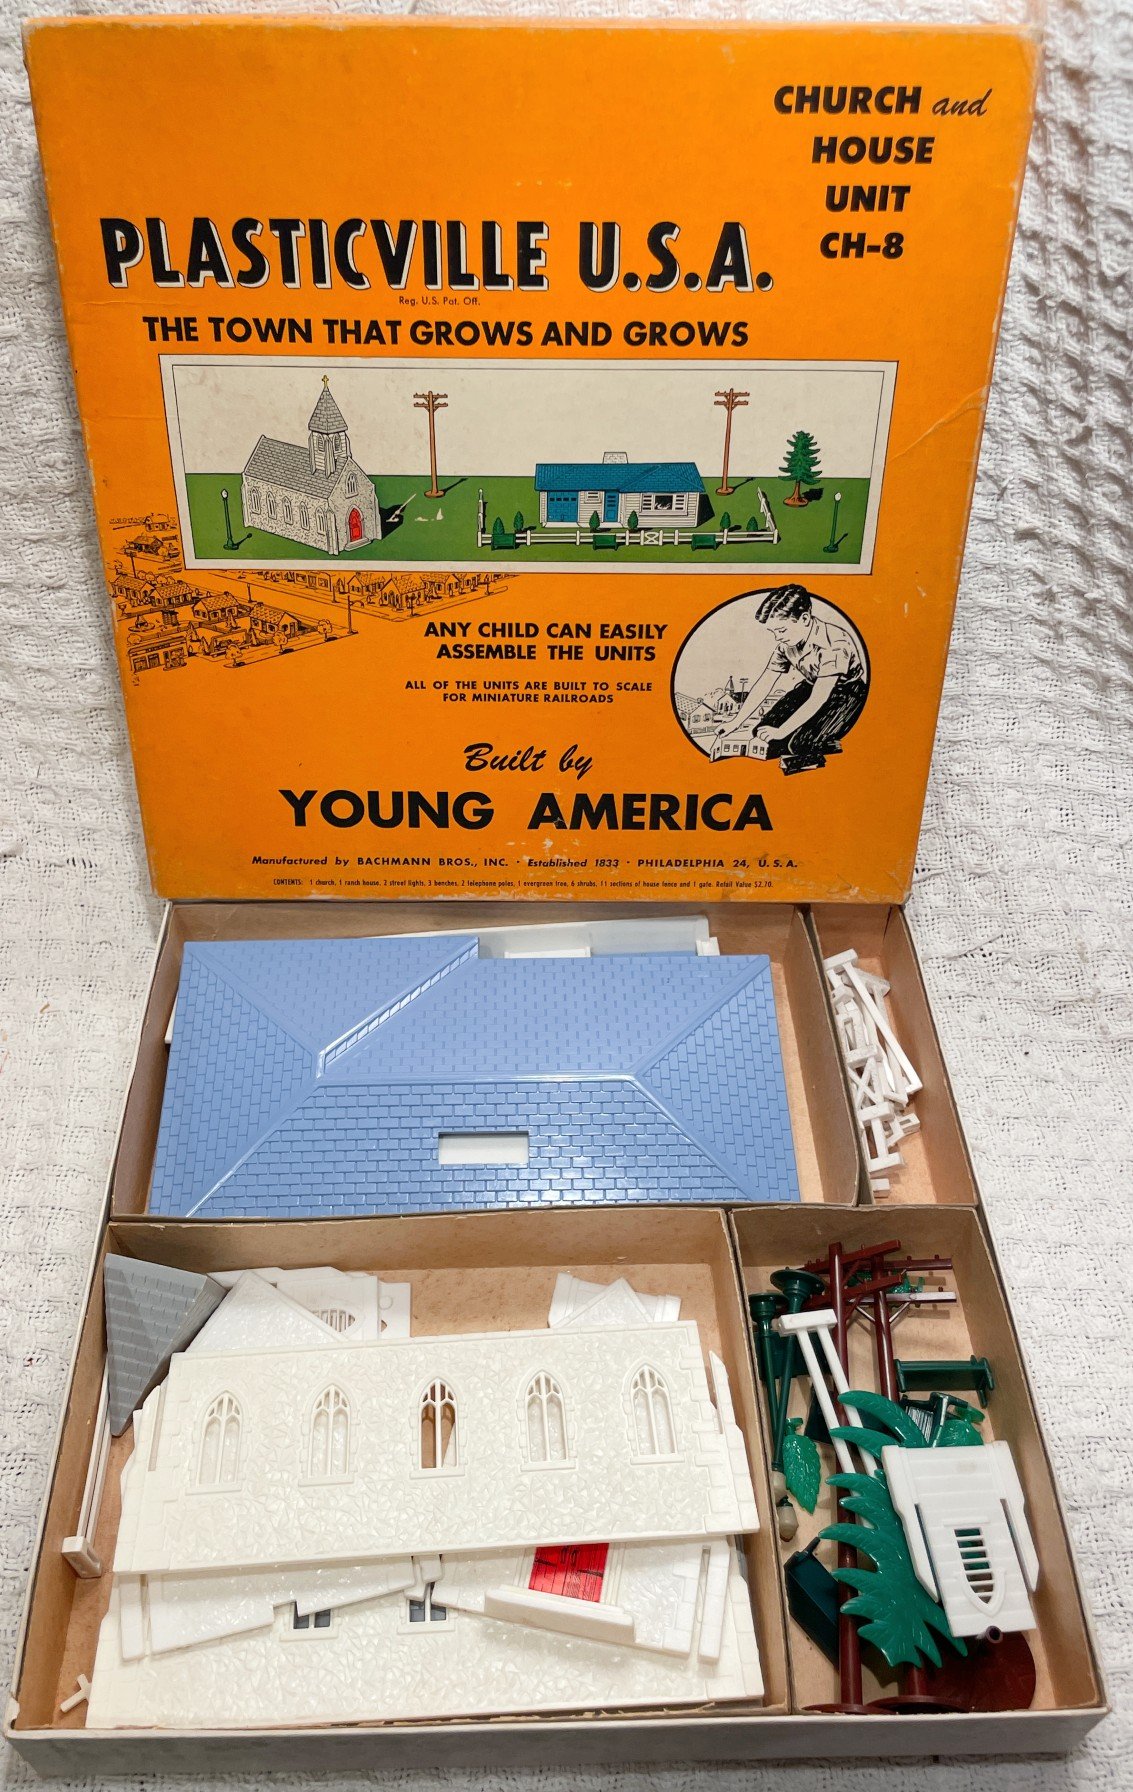 CHURCH and
HOUSE
UNIT
CH-8
PLASTICVILLE U.S.A.
Reg. U.S. Pat. Off.
THE TOWN THAT GROWS AND GROWS
ANY CHILD CAN EASILY
ASSEMBLE THE UNITS
ALL OF THE UNITS ARE BUILT TO SCALE
FOR MINIATURE RAILROADS
Built by
YOUNG AMERICA
Manufactured by BACHMANN BROS., INC. · Established 1833 · PHILADELPHIA 24, U.S.A.
CONTENTS: 1 church, 1 ranch house, 2 street lights, 3 benches, 2 telephone poles, 1 evergreen tree, 6 shrubs, 11 sections of house fence and 1 gate. Retail Value $2.70.